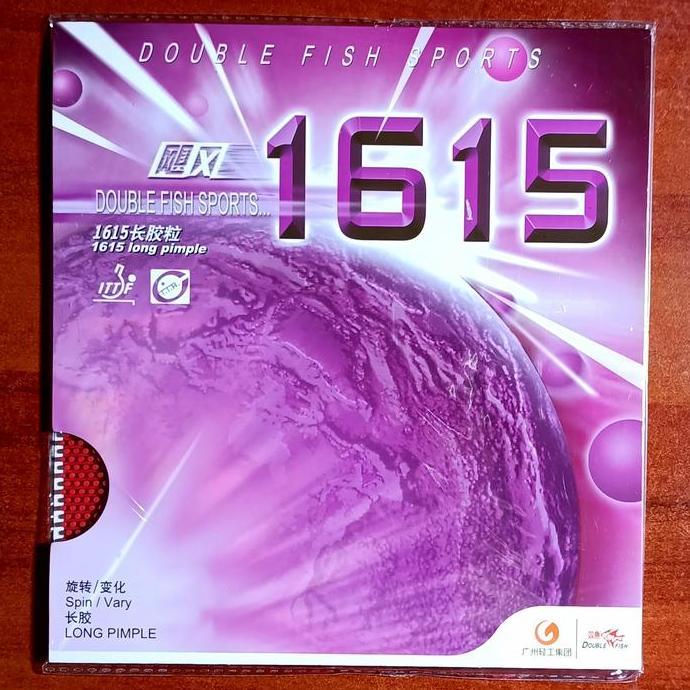 DOUBLE FISH SPORTS
1615
飓风
DOUBLE FISH SPORTS...
1615长胶粒
1615 long pimple
ITTF
旋转/变化
Spin / Vary
长胶
LONG PIMPLE
广州轻工集团
双鱼
DOUBLE FISH